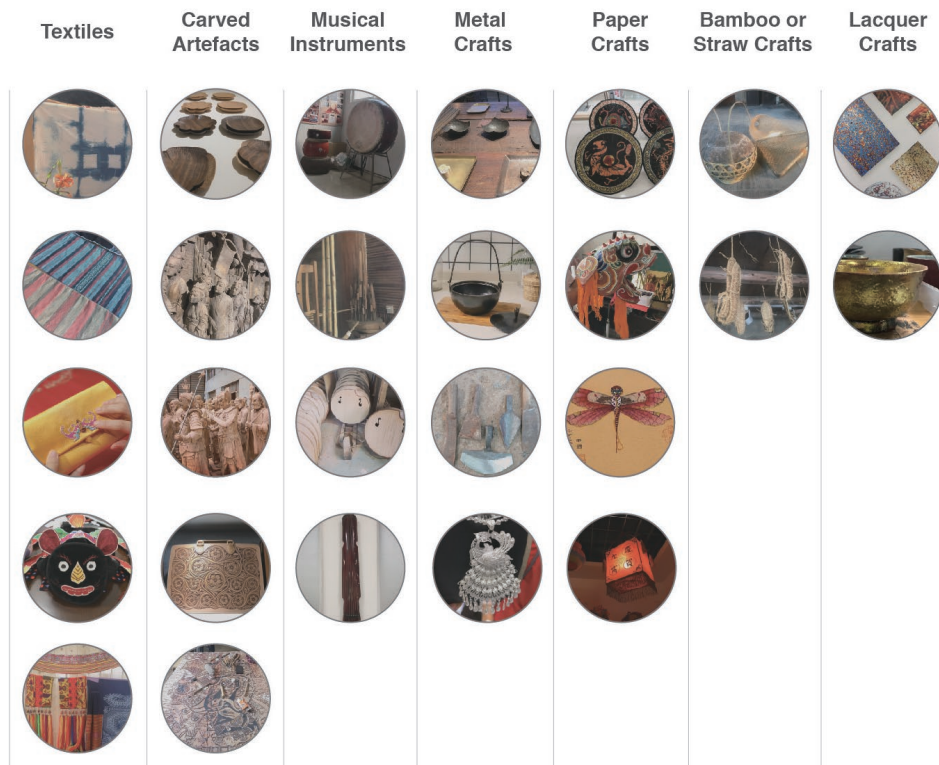 Textiles
Carved
Artefacts
Musical
Instruments
Metal
Crafts
Paper
Crafts
Bamboo or
Straw Crafts
Lacquer
Crafts